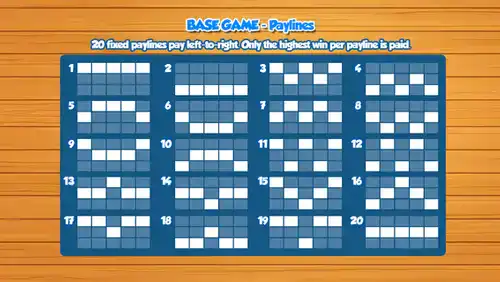 BASE GAME - Paylines
20 fixed paylines pay left-to-right. Only the highest win per payline is paid.
1 2 3 4
5 6 7 8
9 10 11 12
13 14 15 16
17 18 19 20